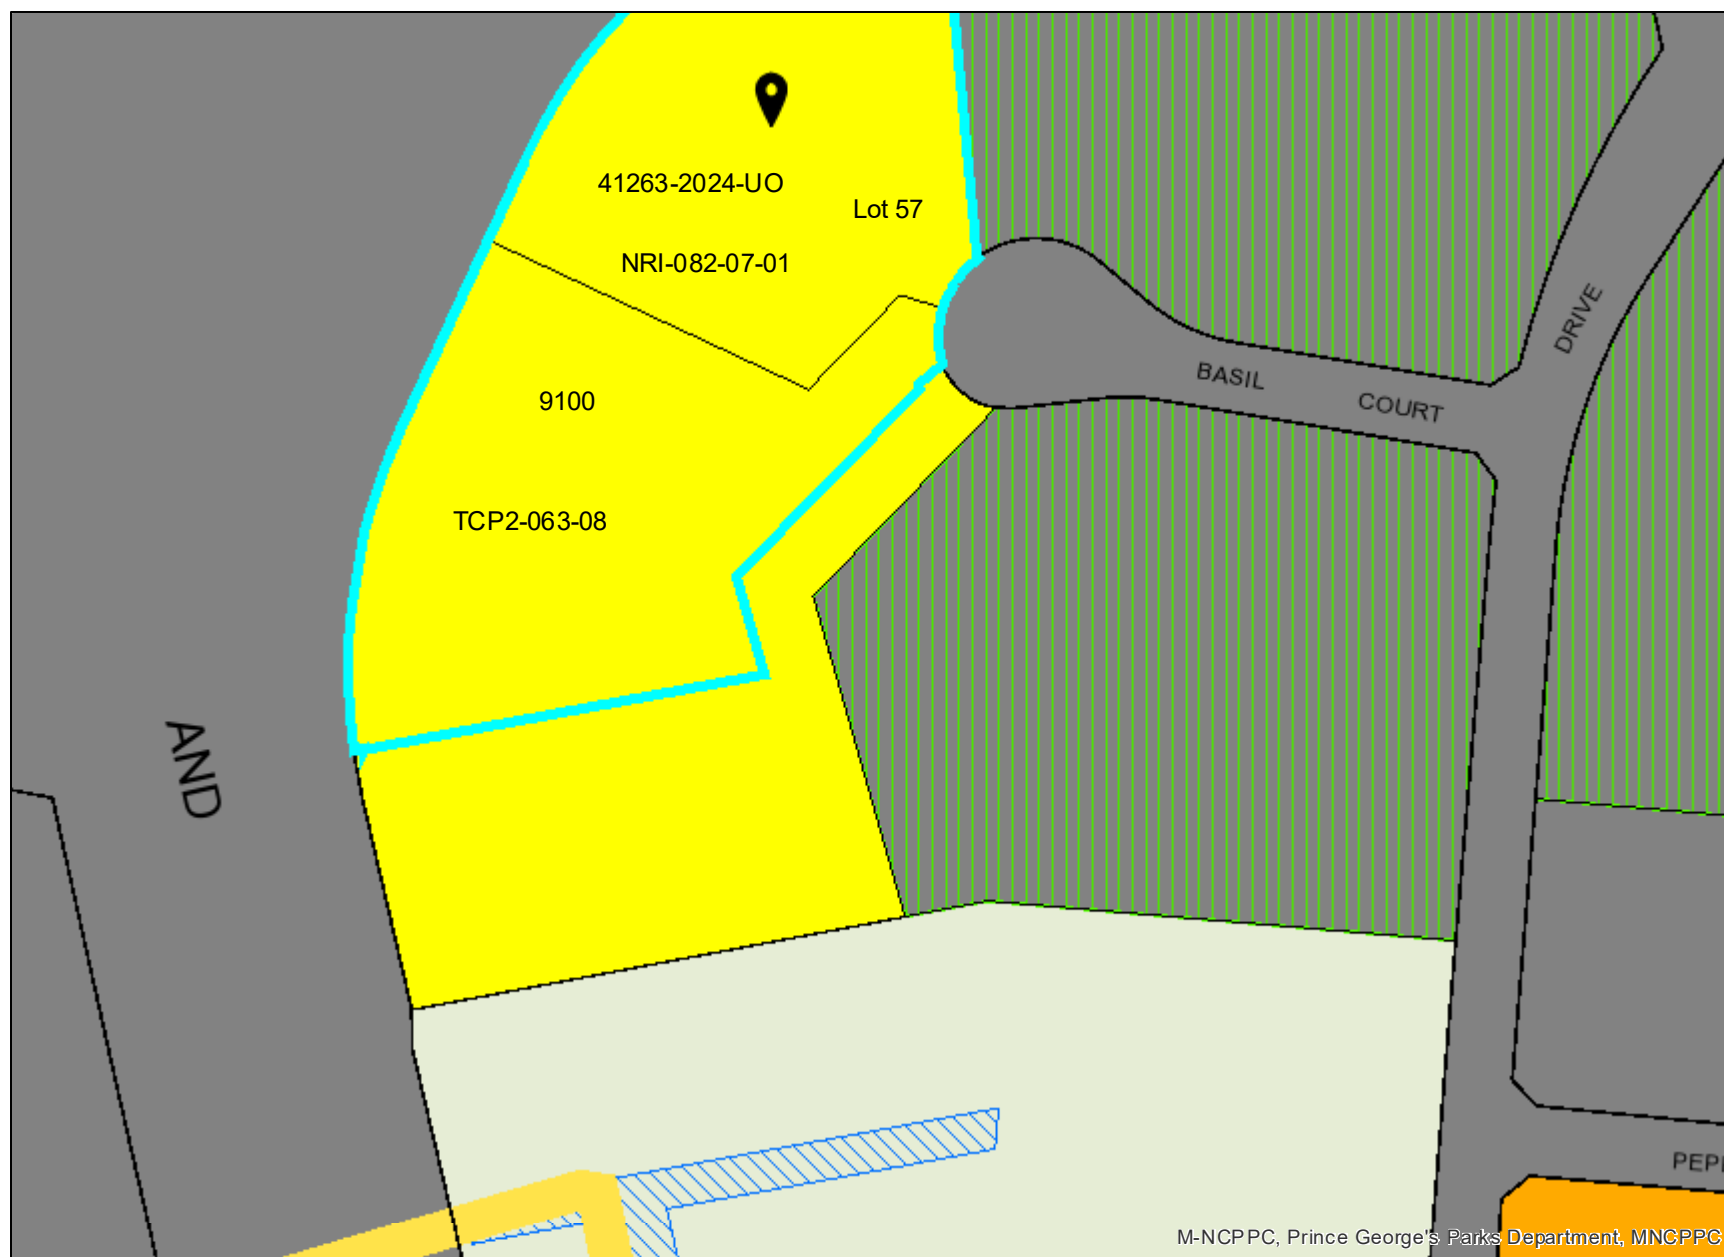 41263-2024-UO
Lot 57
NRI-082-07-01
DRIVE
BASIL
COURT
9100
TCP2-063-08
AND
PEPP
M-NCPPC, Prince George's Parks Department, MNCPPC